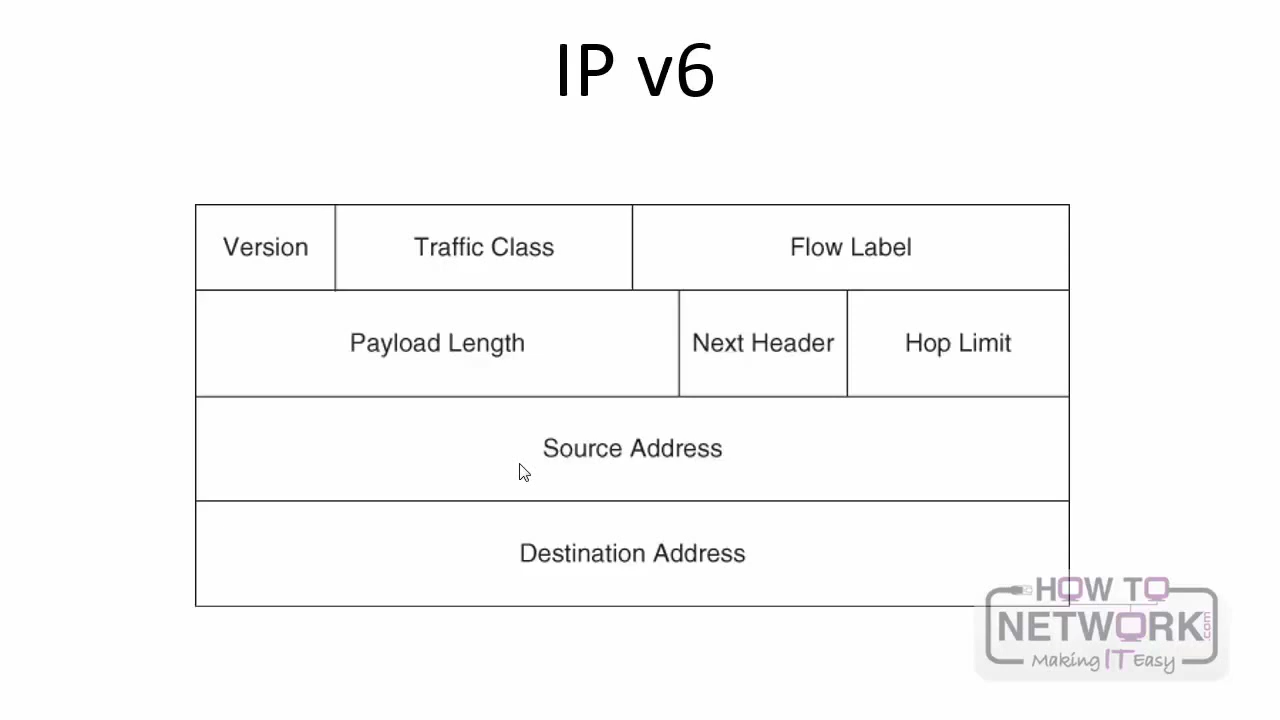 IP v6
Version Traffic Class Flow Label
Payload Length Next Header Hop Limit
Source Address
Destination Address
HOW TO
NETWORK.com
Making IT Easy